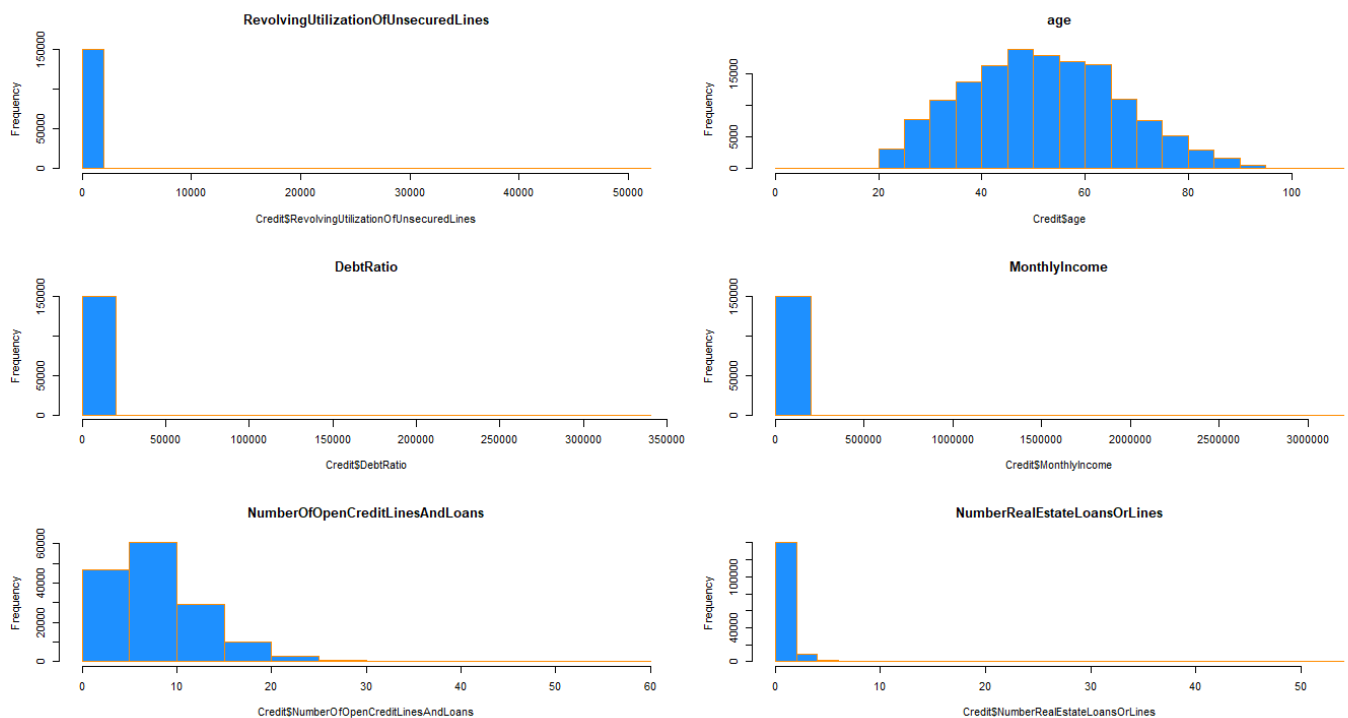 RevolvingUtilizationOfUnsecuredLines
Frequency
0 50000 150000
0 10000 20000 30000 40000 50000
Credit$RevolvingUtilizationOfUnsecuredLines
age
Frequency
0 5000 15000
0 20 40 60 80 100
Credit$age
DebtRatio
Frequency
0 50000 150000
0 50000 100000 150000 200000 250000 300000 350000
Credit$DebtRatio
MonthlyIncome
Frequency
0 50000 150000
0 500000 1000000 1500000 2000000 2500000 3000000
Credit$MonthlyIncome
NumberOfOpenCreditLinesAndLoans
Frequency
0 20000 40000 60000
0 10 20 30 40 50 60
Credit$NumberOfOpenCreditLinesAndLoans
NumberRealEstateLoansOrLines
Frequency
0 40000 100000
0 10 20 30 40 50
Credit$NumberRealEstateLoansOrLines